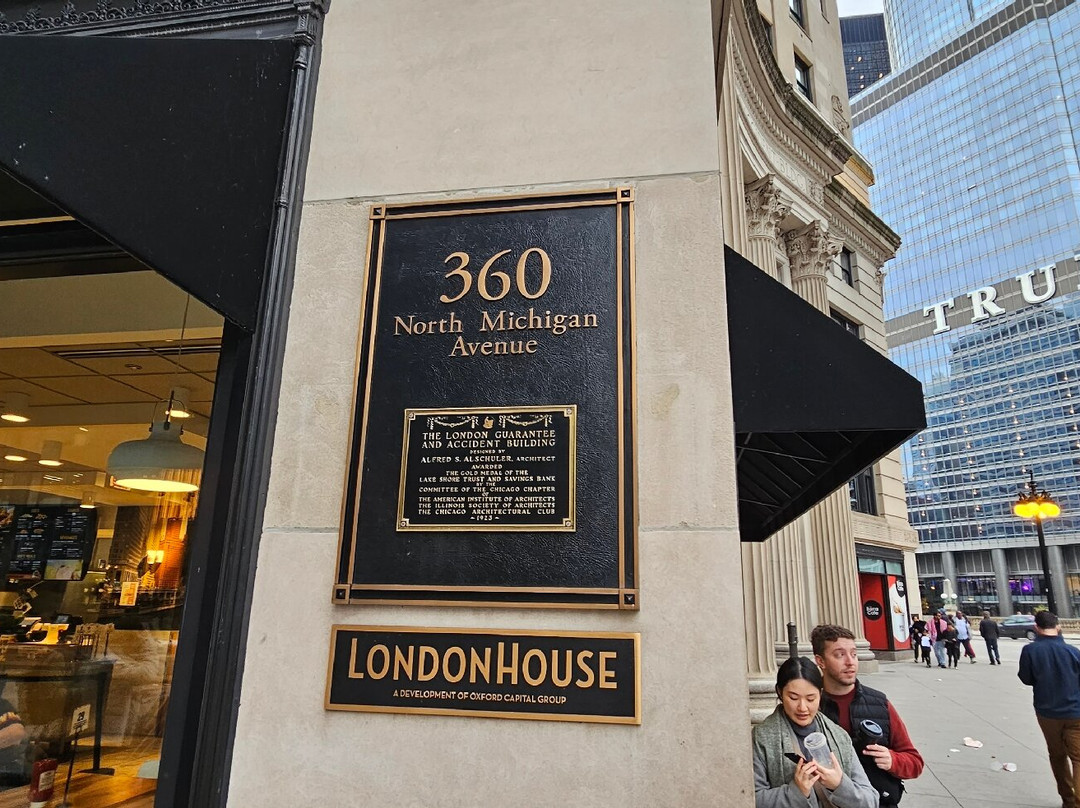 360
North Michigan
Avenue
THE LONDON GUARANTEE
AND ACCIDENT BUILDING
DESIGNED BY
ALFRED S. ALSCHULER, ARCHITECT
AWARDED
THE GOLD MEDAL OF THE
LAKE SHORE TRUST AND SAVINGS BANK
BY THE
COMMITTEE OF THE CHICAGO CHAPTER
OF
THE AMERICAN INSTITUTE OF ARCHITECTS
THE ILLINOIS SOCIETY OF ARCHITECTS
THE CHICAGO ARCHITECTURAL CLUB
~ 1923 ~
LONDONHOUSE
A DEVELOPMENT OF OXFORD CAPITAL GROUP
TRU